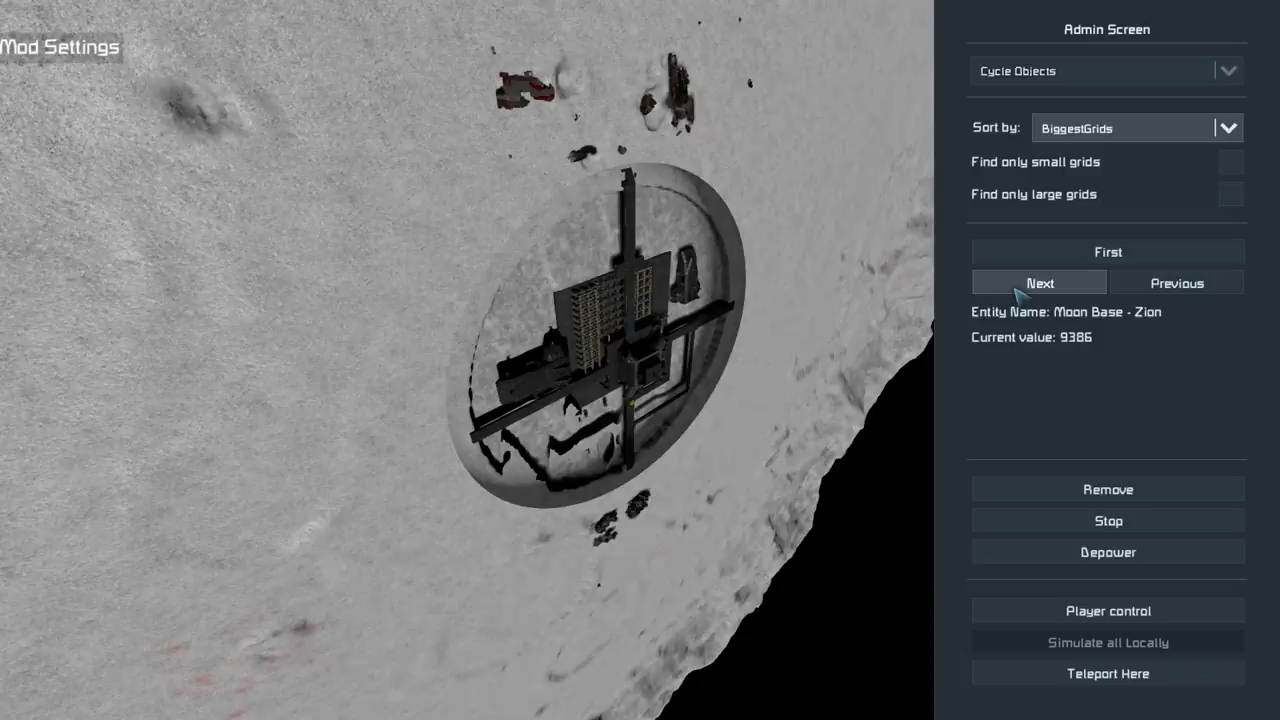 Mod Settings
Admin Screen
Cycle Objects
Sort by: BiggestGrids
Find only small grids
Find only large grids
First
Next Previous
Entity Name: Moon Base - Zion
Current value: 9386
Remove
Stop
Depower
Player control
Simulate all Locally
Teleport Here